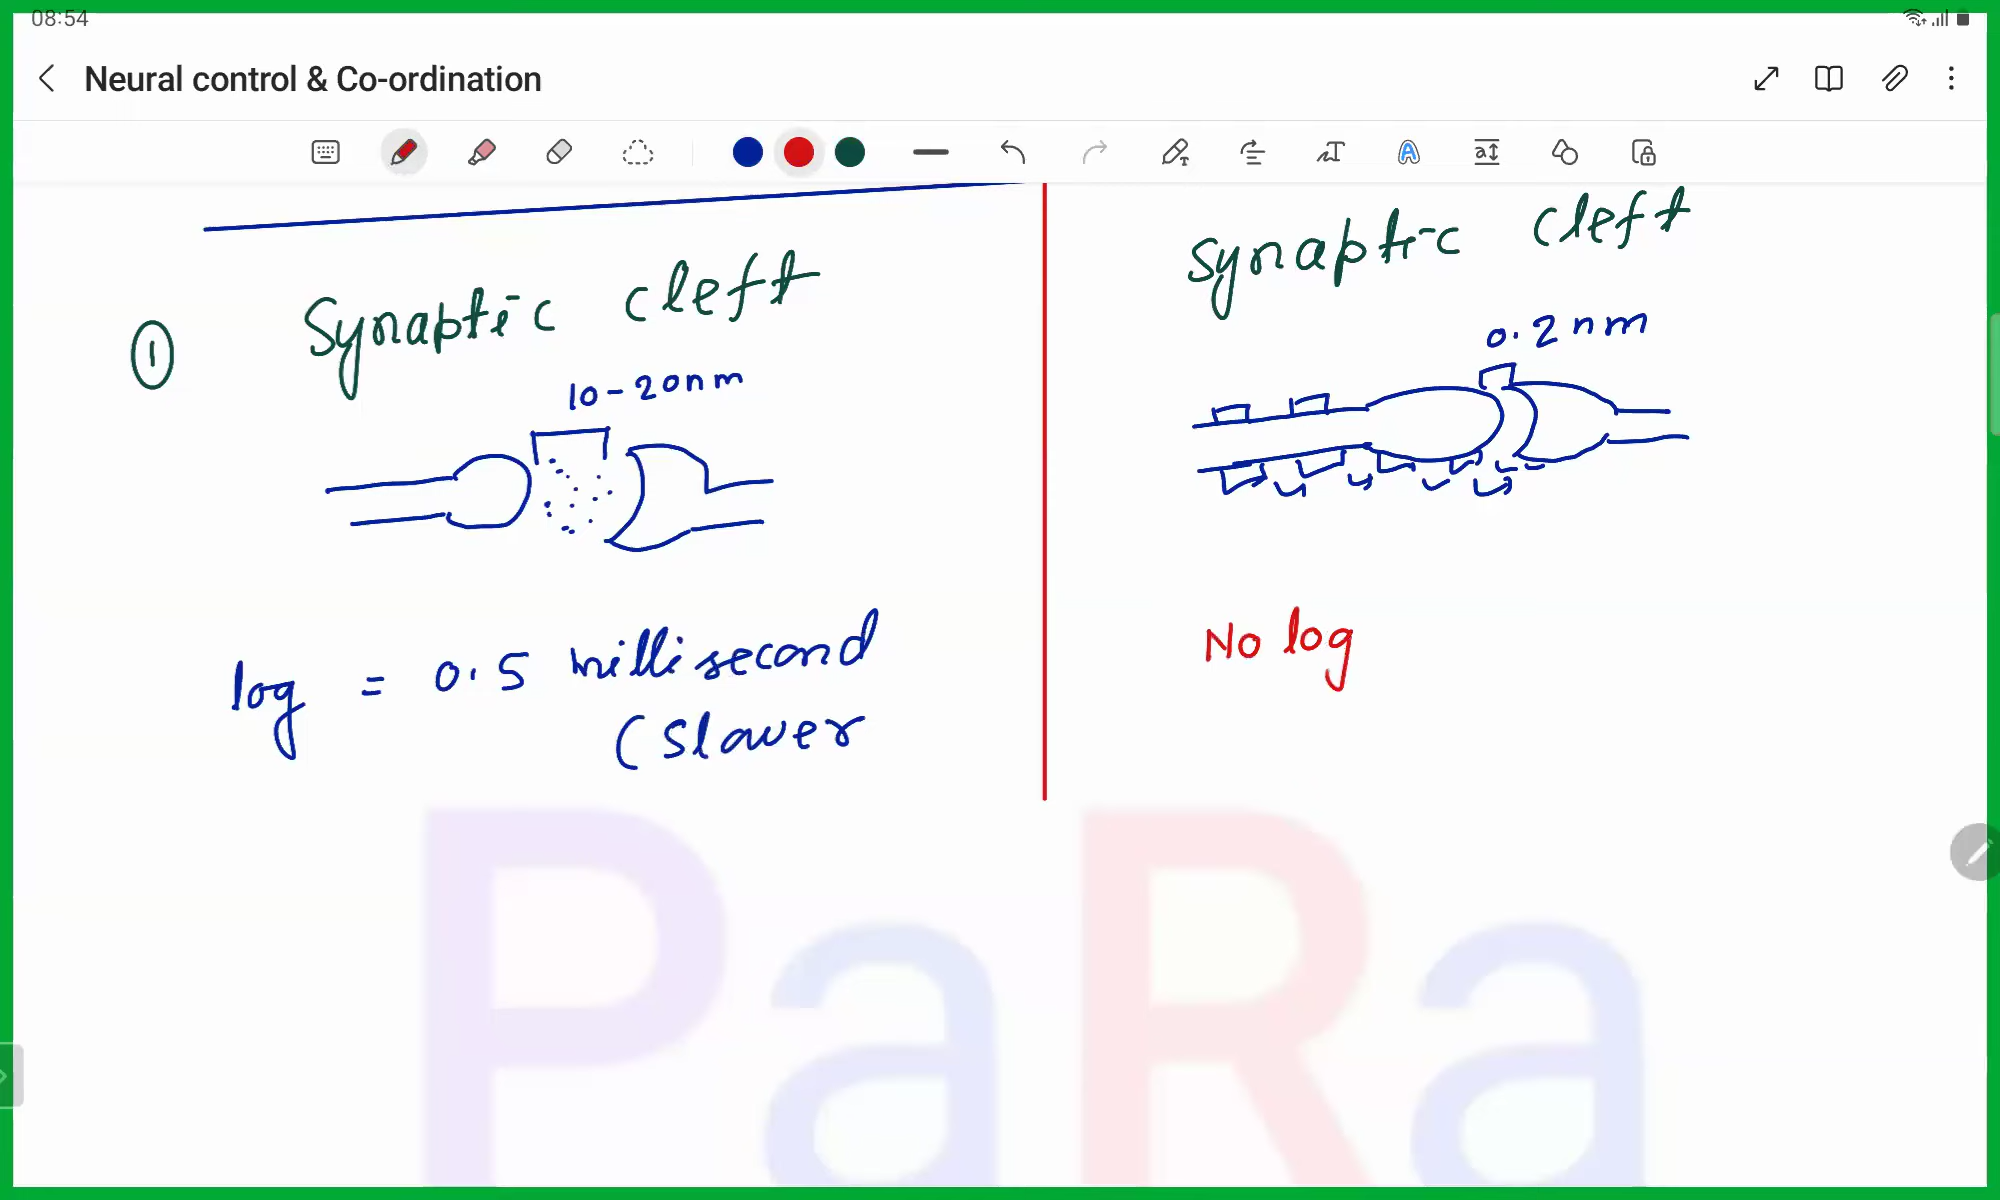 08:54
Neural control & Co-ordination
Synaptic cleft
1
10-20nm
log = 0.5 millisecond
(Slower
Synaptic cleft
0.2nm
No log
PaRa